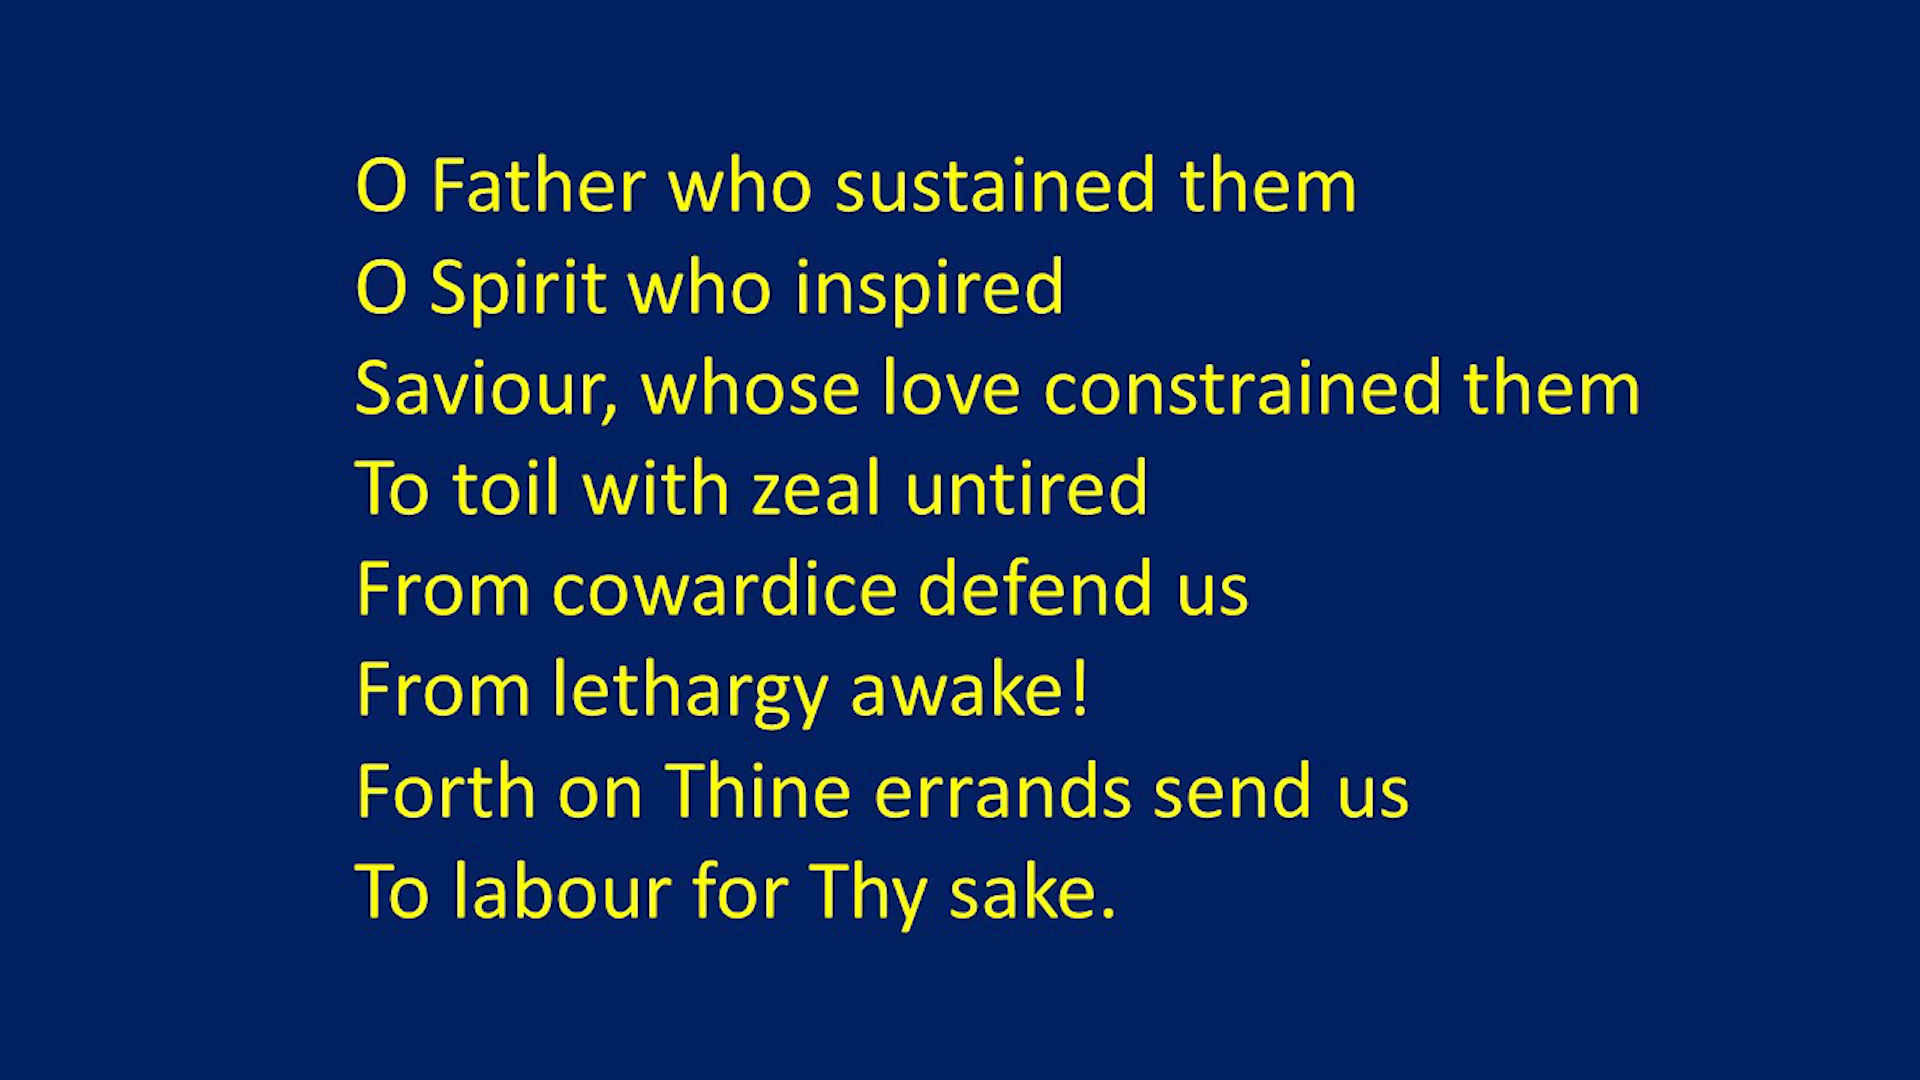 O Father who sustained them
O Spirit who inspired
Saviour, whose love constrained them
To toil with zeal untired
From cowardice defend us
From lethargy awake!
Forth on Thine errands send us
To labour for Thy sake.